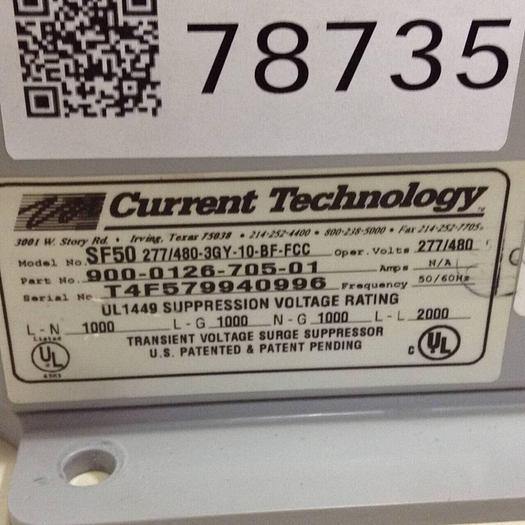 78735
Current Technology
3001 W. Story Rd. • Irving, Texas 75038 • 214-252-4400 • 800-238-5000 • Fax 214-252-7705
Model No. SF50 277/480-3GY-10-BF-FCC Oper. Volts 277/480
Part No. 900-0126-705-01 Amps N/A
Serial No. T4F579940996 Frequency 50/60Hz
UL1449 SUPPRESSION VOLTAGE RATING
L-N 1000 L-G 1000 N-G 1000 L-L 2000
Listed TRANSIENT VOLTAGE SURGE SUPPRESSOR
UL U.S. PATENTED & PATENT PENDING c UL